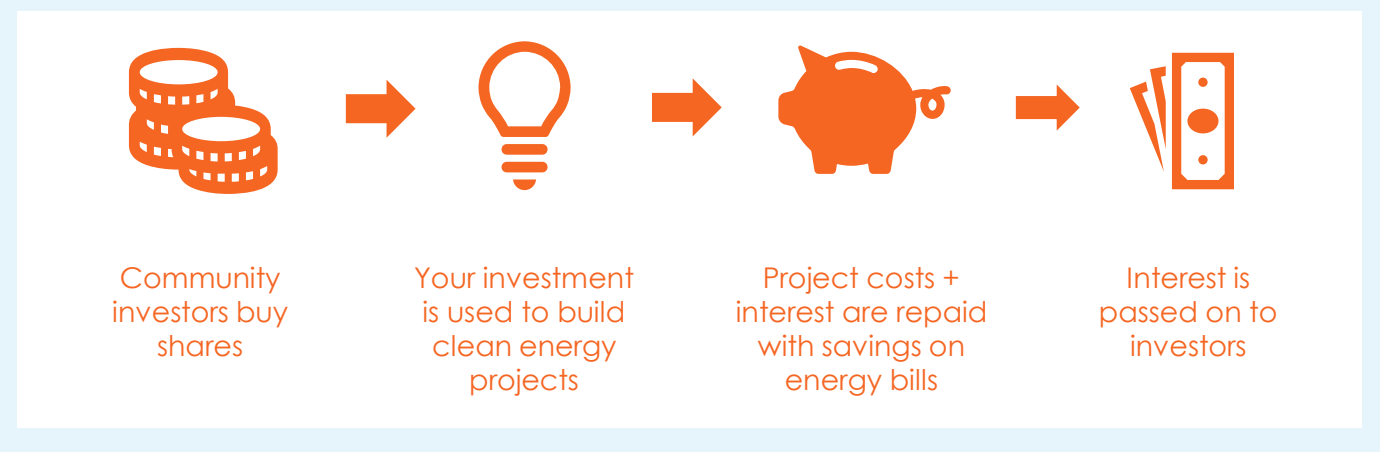 Community
investors buy
shares
Your investment
is used to build
clean energy
projects
Project costs +
interest are repaid
with savings on
energy bills
Interest is
passed on to
investors